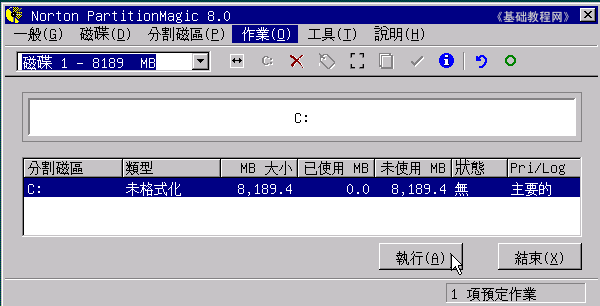 Norton PartitionMagic 8.0 《基础教程网》
一般(G) 磁碟(D) 分割磁區(P) 作業(O) 工具(T) 說明(H)
磁碟 1 - 8189 MB C:
C:
分割磁區 類型 MB 大小 已使用 MB 未使用 MB 狀態 Pri/Log
C: 未格式化 8,189.4 0.0 8,189.4 無 主要的
執行(A) 結束(X)
1 項預定作業